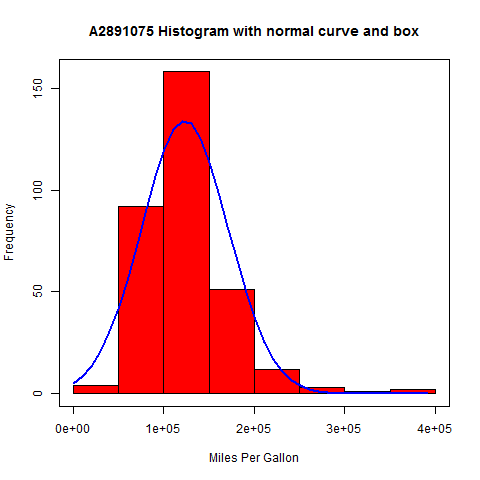 A2891075 Histogram with normal curve and box
150
100
50
0
Frequency
0e+00 1e+05 2e+05 3e+05 4e+05
Miles Per Gallon